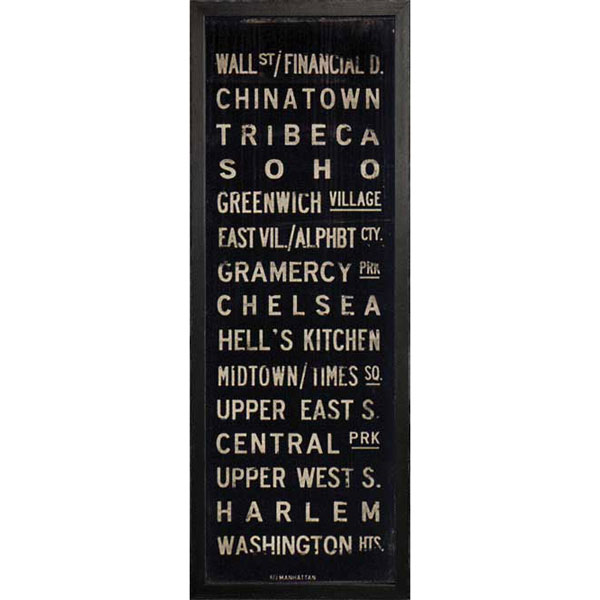 WALL ST/ FINANCIAL D.
CHINATOWN
TRIBECA
SOHO
GREENWICH VILLAGE
EAST VIL./ALPHBT CTY.
GRAMERCY PRK
CHELSEA
HELL'S KITCHEN
MIDTOWN/TIMES SQ.
UPPER EAST S.
CENTRAL PRK
UPPER WEST S.
HARLEM
WASHINGTON HTS.
MANHATTAN